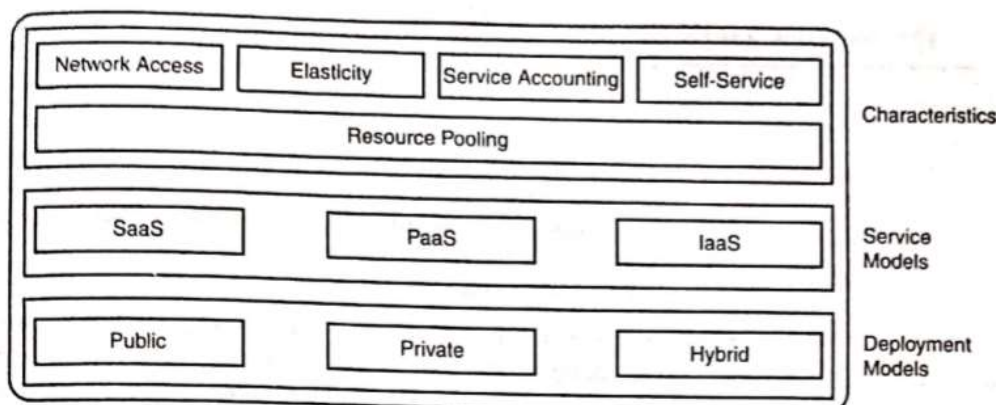 Network Access
Elasticity
Service Accounting
Self-Service
Resource Pooling
Characteristics
SaaS
PaaS
IaaS
Service
Models
Public
Private
Hybrid
Deployment
Models